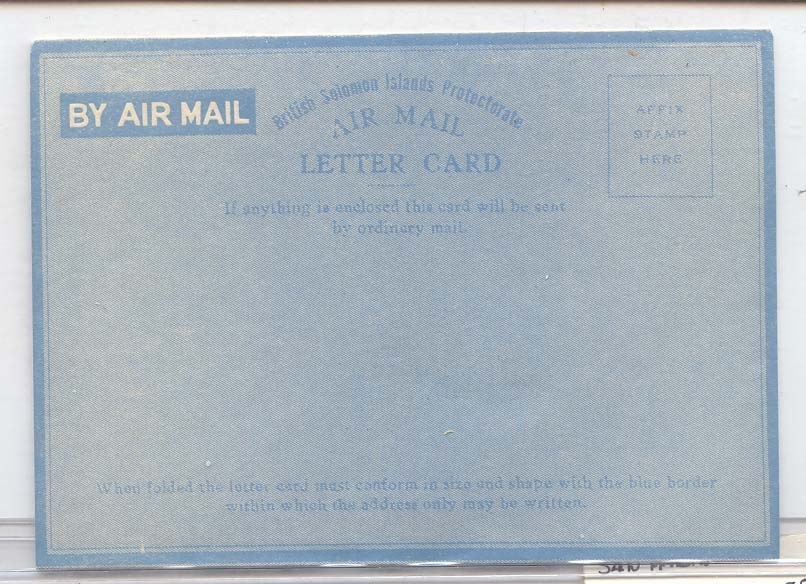 BY AIR MAIL
British Solomon Islands Protectorate
AIR MAIL
LETTER CARD
AFFIX
STAMP
HERE
If anything is enclosed this card will be sent
by ordinary mail.
When folded the letter card must conform in size and shape with the blue border
within which the address only may be written.
SAN